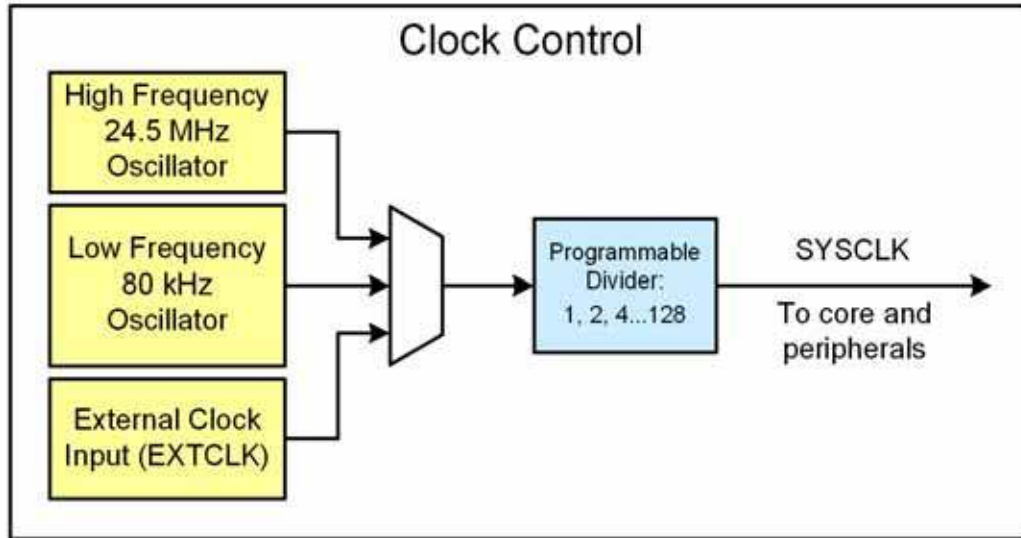 Clock Control
High Frequency
24.5 MHz
Oscillator
Low Frequency
80 kHz
Oscillator
External Clock
Input (EXTCLK)
Programmable
Divider:
1, 2, 4...128
SYSCLK
To core and
peripherals